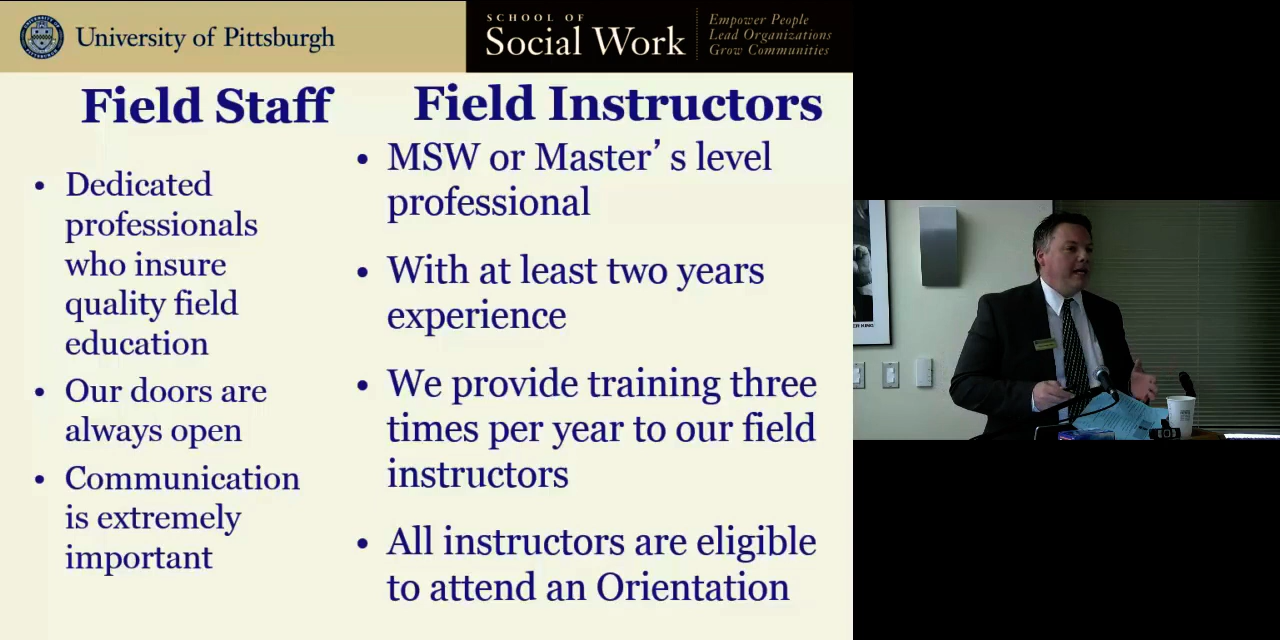 University of Pittsburgh
SCHOOL OF
Social Work
Empower People
Lead Organizations
Grow Communities
Field Staff
• Dedicated
professionals
who insure
quality field
education
• Our doors are
always open
• Communication
is extremely
important
Field Instructors
• MSW or Master’ s level
professional
• With at least two years
experience
• We provide training three
times per year to our field
instructors
• All instructors are eligible
to attend an Orientation
ER KING